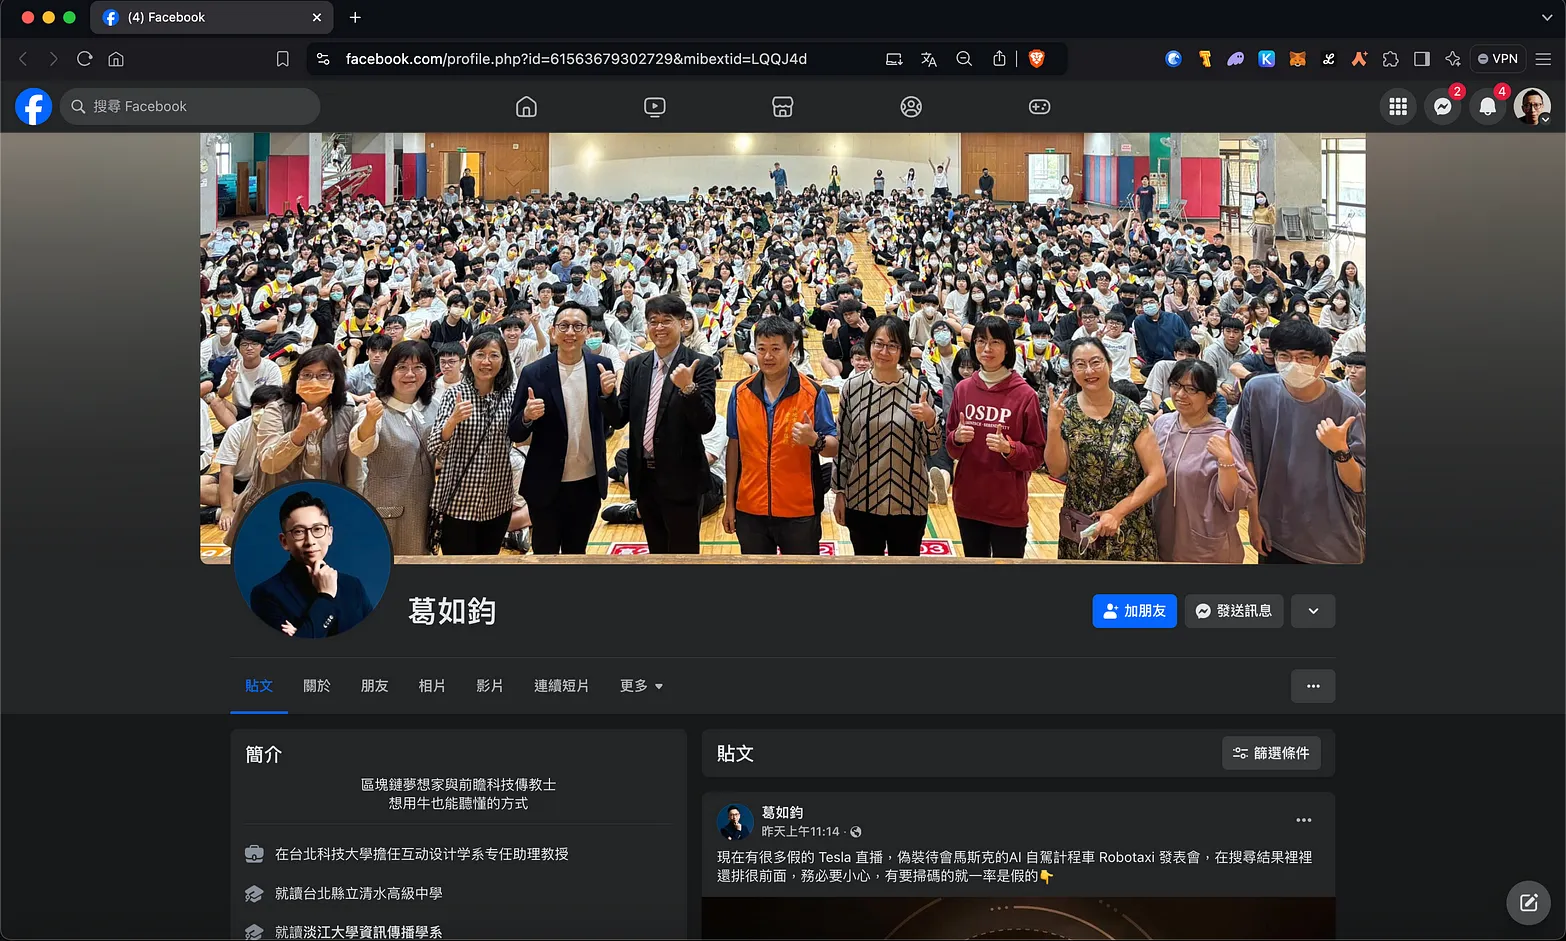 (4) Facebook
facebook.com/profile.php?id=61563679302729&mibextid=LQQJ4d
VPN
搜尋 Facebook
2
4
QSDP
葛如鈞
加朋友
發送訊息
貼文
關於
朋友
相片
影片
連續短片
更多
簡介
區塊鏈夢想家與前瞻科技傳教士
想用牛也能聽懂的方式
在台北科技大學擔任互动设计学系专任助理教授
就讀台北縣立清水高級中學
就讀淡江大學資訊傳播學系
貼文
篩選條件
葛如鈞
昨天上午11:14 ·
現在有很多假的 Tesla 直播，偽裝待會馬斯克的AI 自駕計程車 Robotaxi 發表會，在搜尋結果裡裡
還排很前面，務必要小心，有要掃碼的就一率是假的👇